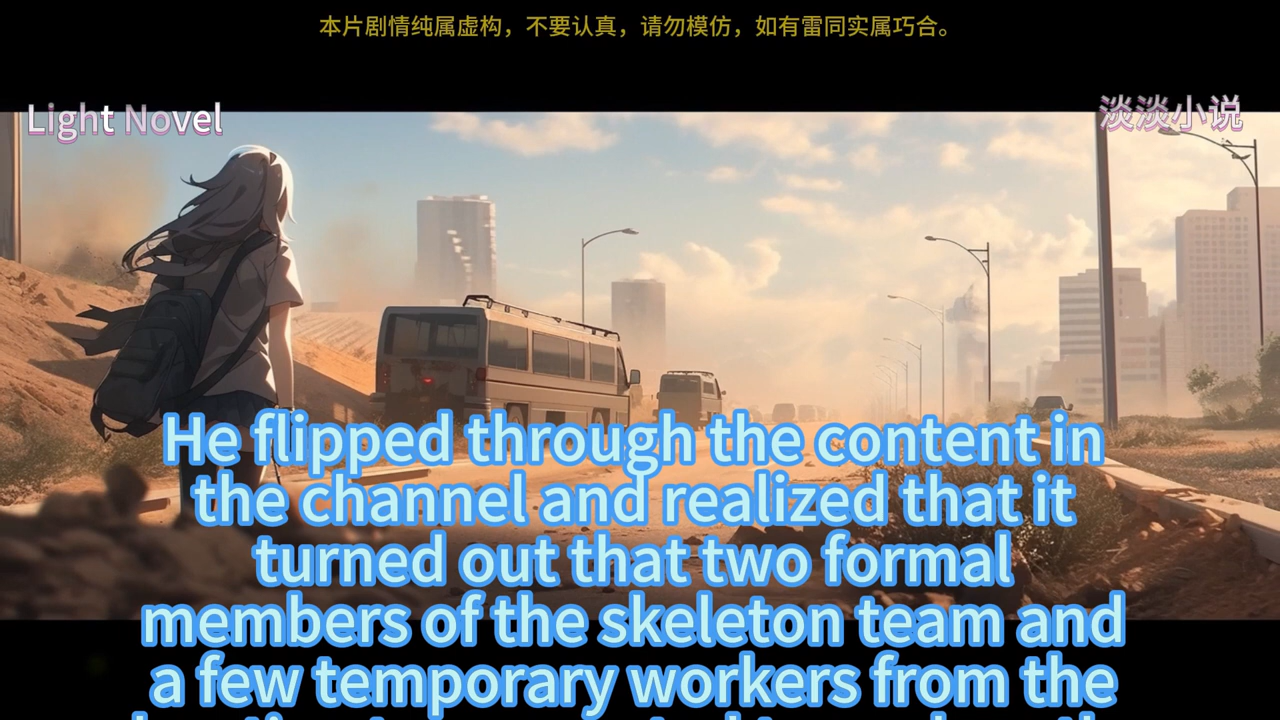 本片剧情纯属虚构，不要认真，请勿模仿，如有雷同实属巧合。
Light Novel
淡淡小说
He flipped through the content in
the channel and realized that it
turned out that two formal
members of the skeleton team and
a few temporary workers from the